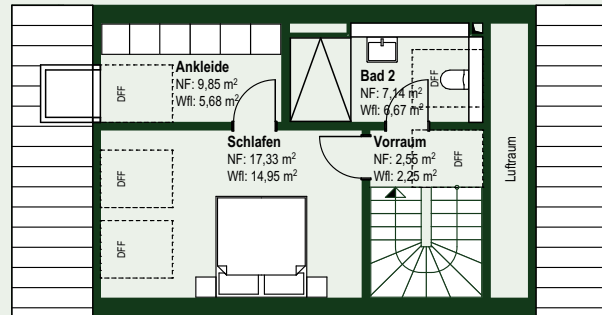 Ankleide
NF: 9,85 m²
Wfl: 5,68 m²
DFF
Bad 2
NF: 7,14 m²
Wfl: 6,67 m²
DFF
Schlafen
NF: 17,33 m²
Wfl: 14,95 m²
DFF
DFF
Vorraum
NF: 2,55 m²
Wfl: 2,25 m²
DFF
Luftraum